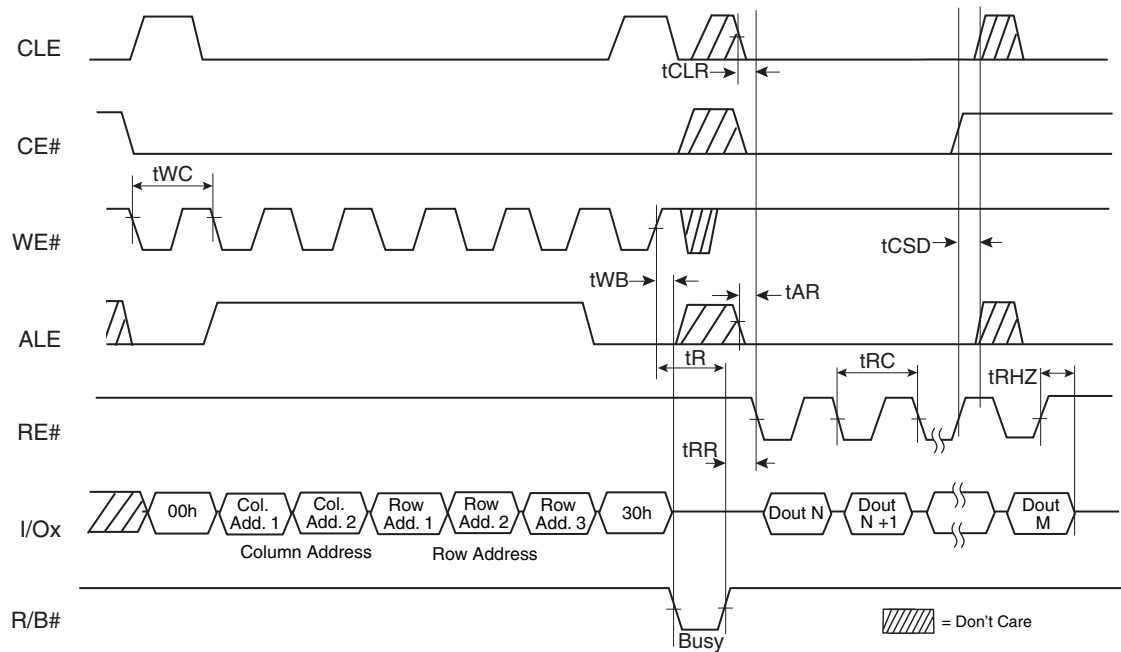 CLE
tCLR
CE#
tWC
WE#
tCSD
tWB
tAR
ALE
tR
tRC
tRHZ
RE#
tRR
I/Ox
00h
Col.
Add. 1
Col.
Add. 2
Row
Add. 1
Row
Add. 2
Row
Add. 3
30h
Dout N
Dout
N +1
Dout
M
Column Address
Row Address
R/B#
Busy
= Don't Care